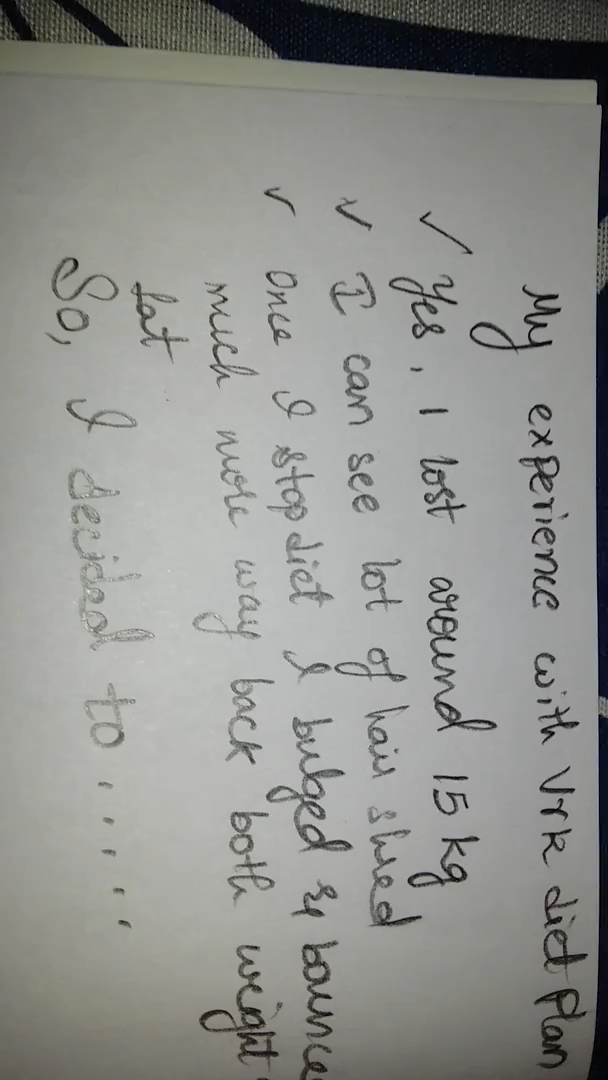 My experience with Vrk diet plan
✓ Yes, I lost around 15 kg
✓ I can see lot of hair shred
✓ Once I stop diet I bulged & bounce
much more way back both weight
fat
So, I decided to.....